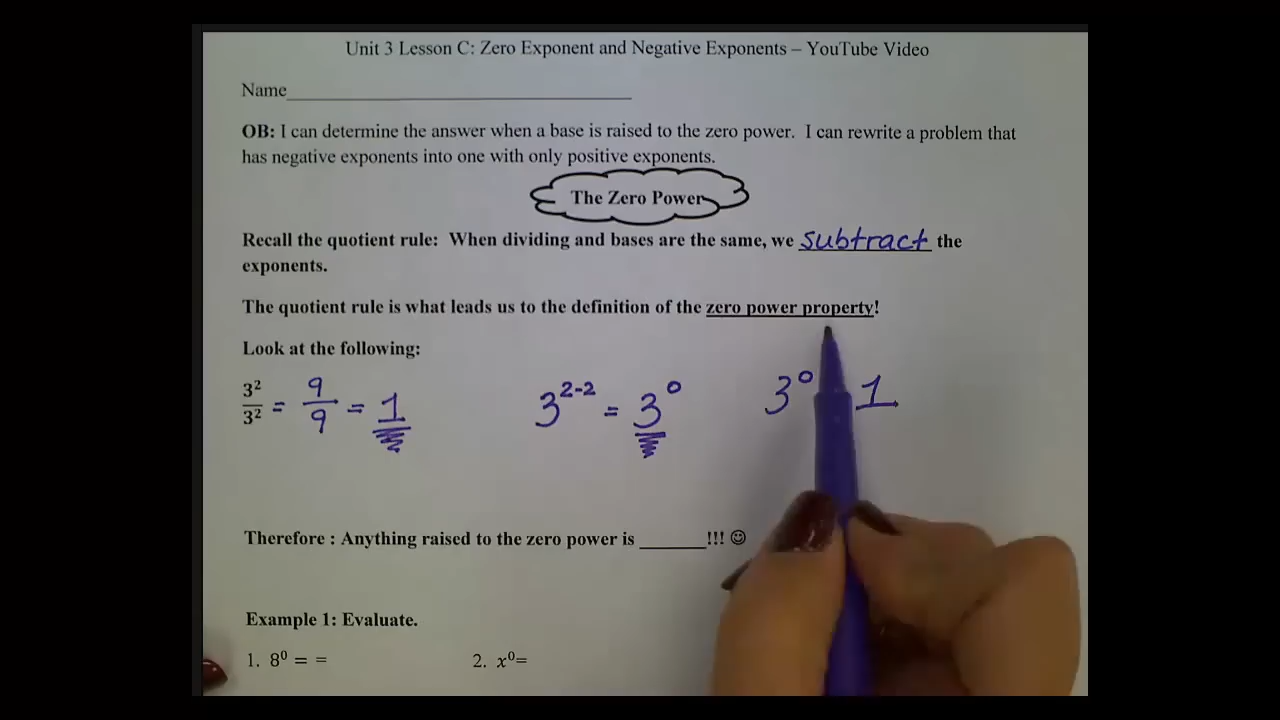 Unit 3 Lesson C: Zero Exponent and Negative Exponents – YouTube Video
Name
OB: I can determine the answer when a base is raised to the zero power. I can rewrite a problem that
has negative exponents into one with only positive exponents.
The Zero Power
Recall the quotient rule: When dividing and bases are the same, we subtract the
exponents.
The quotient rule is what leads us to the definition of the zero power property!
Look at the following:
3²/3² = 9/9 = 1 3²⁻² = 3⁰ 3⁰ 1
Therefore : Anything raised to the zero power is ______!!! ☺
Example 1: Evaluate.
1. 8⁰ = = 2. x⁰=